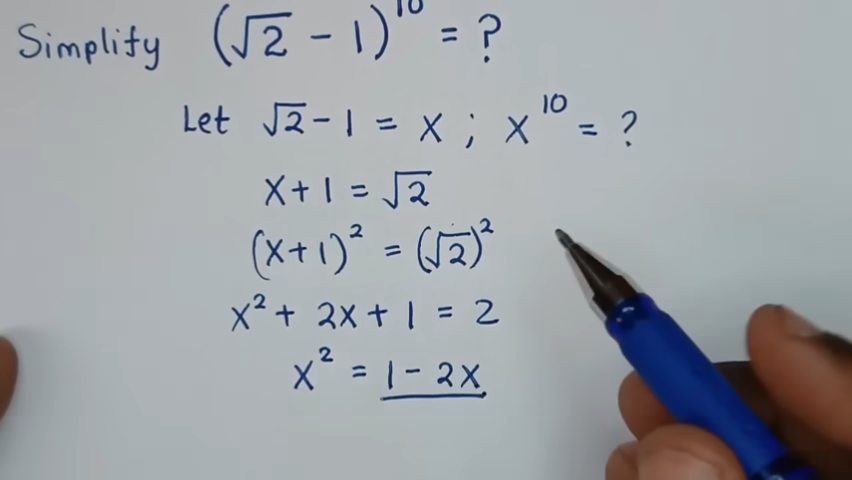 Simplify (√2 - 1)^10 = ?
Let √2 - 1 = x ; x^10 = ?
x + 1 = √2
(x + 1)^2 = (√2)^2
x^2 + 2x + 1 = 2
x^2 = 1 - 2x